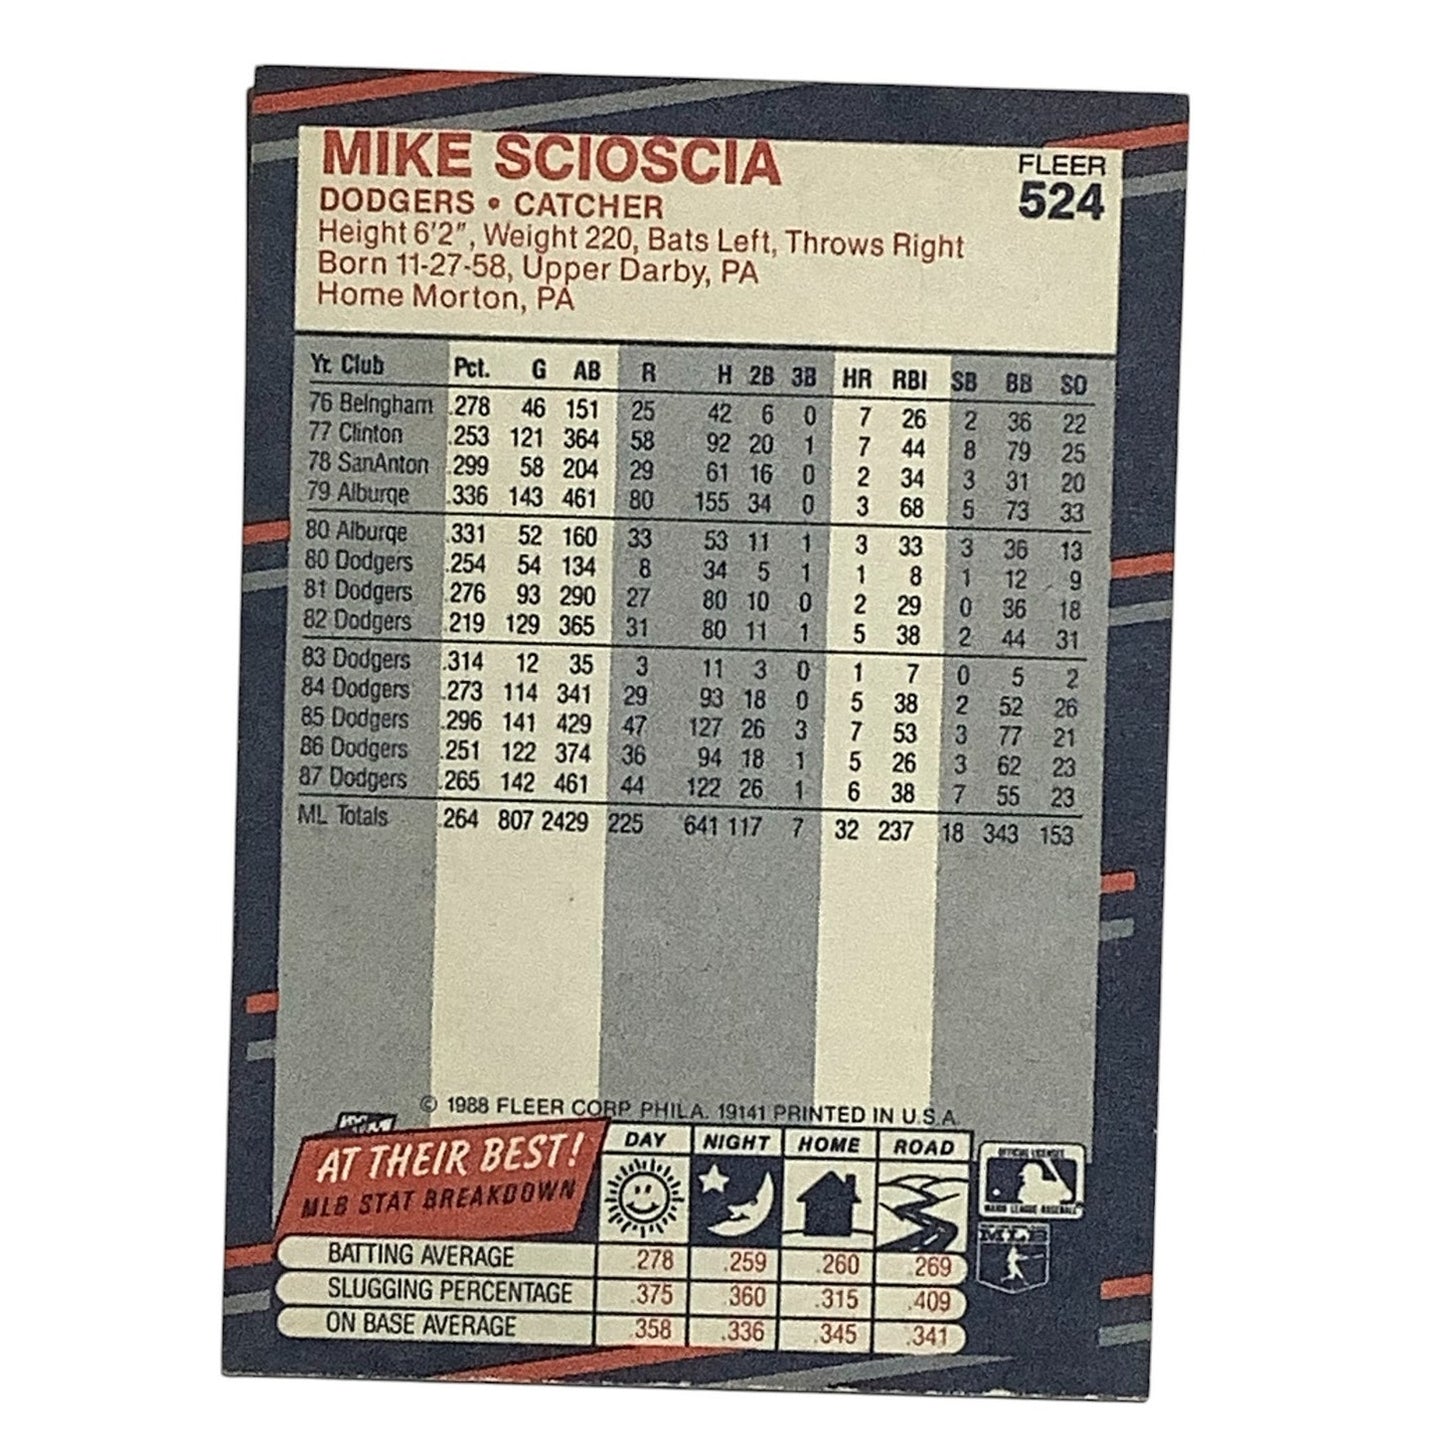 MIKE SCIOSCIA
FLEER
524
DODGERS • CATCHER
Height 6'2", Weight 220, Bats Left, Throws Right
Born 11-27-58, Upper Darby, PA
Home Morton, PA
Yr. Club Pct. G AB R H 2B 3B HR RBI SB BB SO
76 Belngham .278 46 151 25 42 6 0 7 26 2 36 22
77 Clinton .253 121 364 58 92 20 1 7 44 8 79 25
78 SanAnton .299 58 204 29 61 16 0 2 34 3 31 20
79 Alburqe .336 143 461 80 155 34 0 3 68 5 73 33
80 Alburqe .331 52 160 33 53 11 1 3 33 3 36 13
80 Dodgers .254 54 134 8 34 5 1 1 8 1 12 9
81 Dodgers .276 93 290 27 80 10 0 2 29 0 36 18
82 Dodgers .219 129 365 31 80 11 1 5 38 2 44 31
83 Dodgers .314 12 35 3 11 3 0 1 7 0 5 2
84 Dodgers .273 114 341 29 93 18 0 5 38 2 52 26
85 Dodgers .296 141 429 47 127 26 3 7 53 3 77 21
86 Dodgers .251 122 374 36 94 18 1 5 26 3 62 23
87 Dodgers .265 142 461 44 122 26 1 6 38 7 55 23
ML Totals .264 807 2429 225 641 117 7 32 237 18 343 153
© 1988 FLEER CORP. PHILA. 19141 PRINTED IN U.S.A.
AT THEIR BEST!
MLB STAT BREAKDOWN
DAY NIGHT HOME ROAD
OFFICIAL LICENSEE
MAJOR LEAGUE BASEBALL
MLB
BATTING AVERAGE .278 .259 .260 .269
SLUGGING PERCENTAGE .375 .360 .315 .409
ON BASE AVERAGE .358 .336 .345 .341